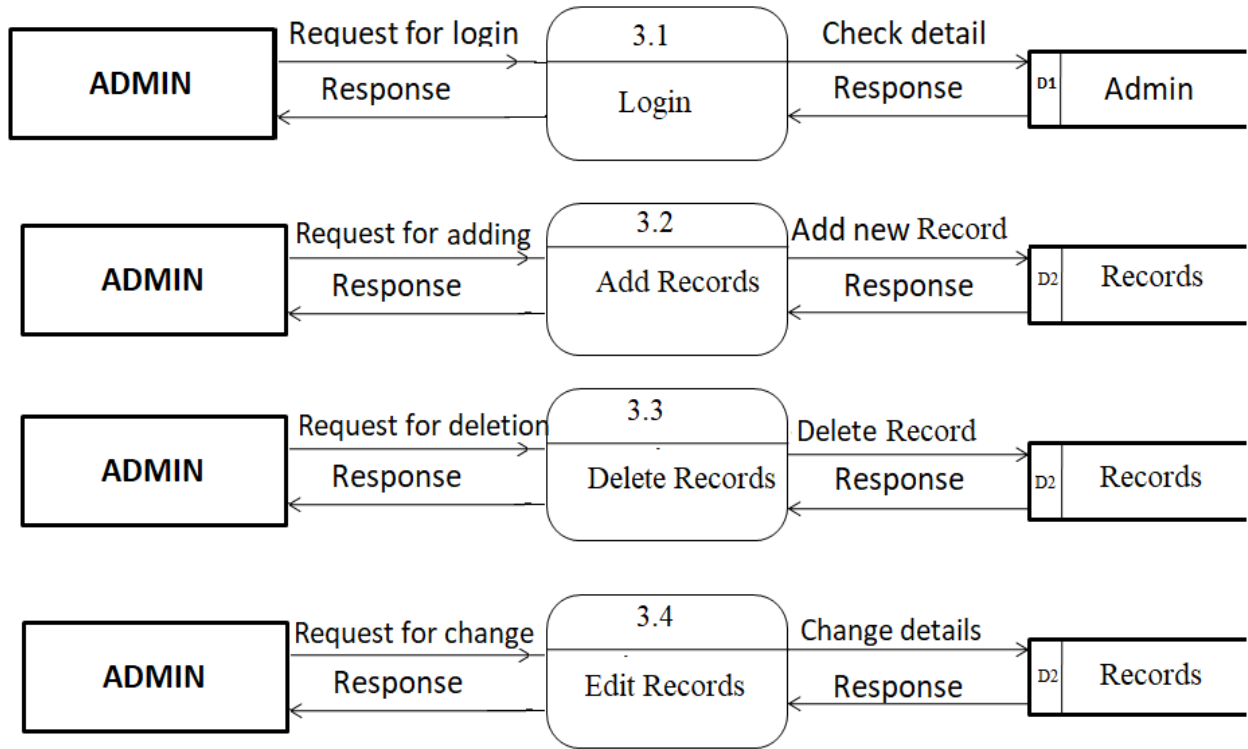 3.1
Request for login
Check detail
ADMIN
Response
Login
Response
D1
Admin
3.2
Request for adding
Add new Record
ADMIN
Response
Add Records
Response
D2
Records
3.3
Request for deletion
Delete Record
ADMIN
Response
Delete Records
Response
D2
Records
3.4
Request for change
Change details
ADMIN
Response
Edit Records
Response
D2
Records